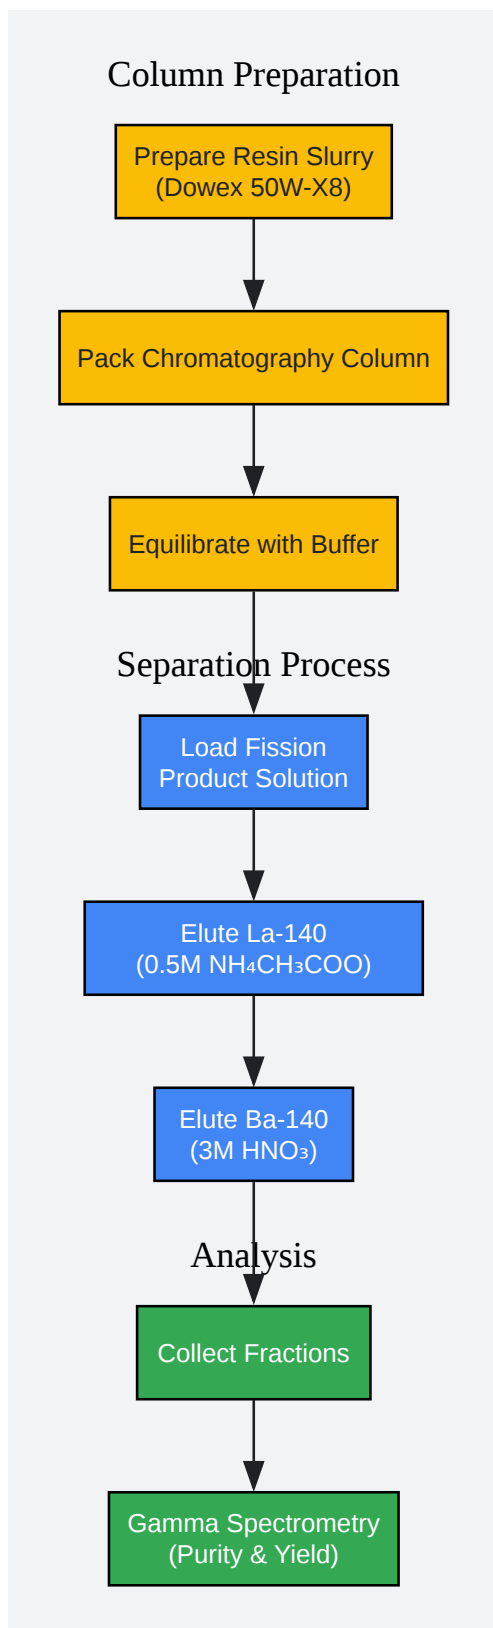 Column Preparation
Prepare Resin Slurry
(Dowex 50W-X8)
Pack Chromatography Column
Equilibrate with Buffer
Separation Process
Load Fission
Product Solution
Elute La-140
(0.5M NH₄CH₃COO)
Elute Ba-140
(3M HNO₃)
Analysis
Collect Fractions
Gamma Spectrometry
(Purity & Yield)